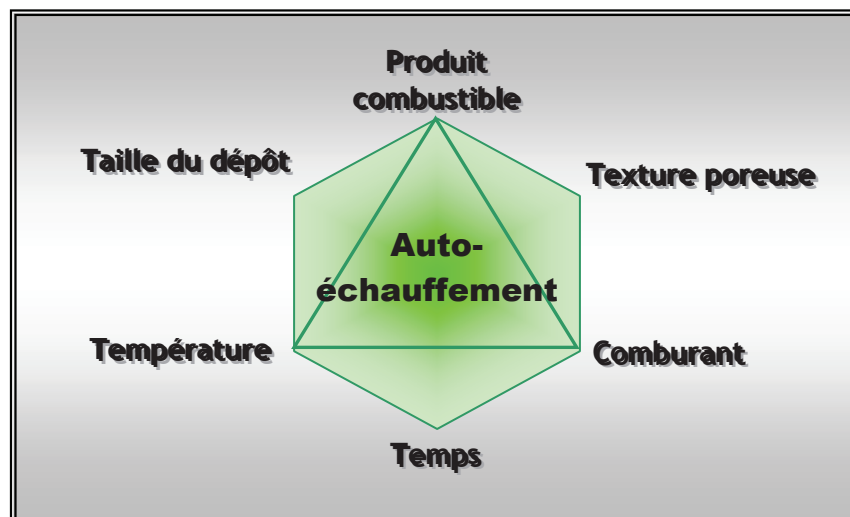 Produit
combustible
Taille du dépôt
Texture poreuse
Auto-
échauffement
Température
Comburant
Temps